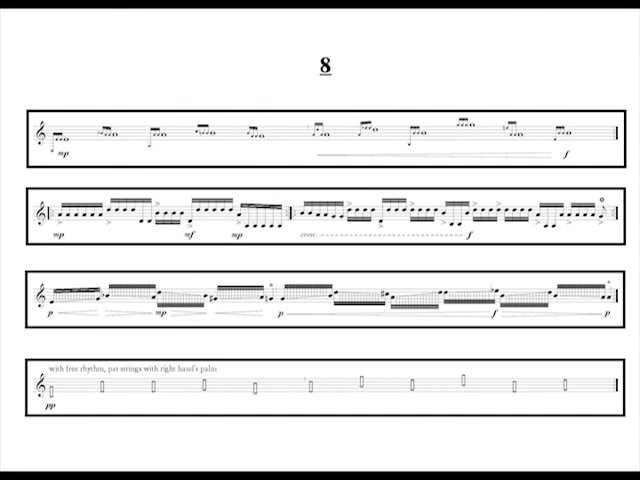 8
mp f
mp mf mp cresc. f
p mp p f p
with free rhythm, pat strings with right hand's palm
pp